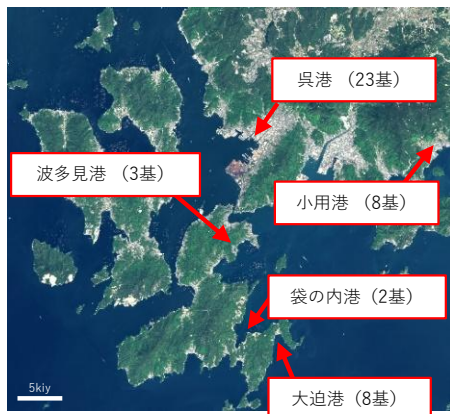 呉港 （23基）
波多見港 （3基）
小用港 （8基）
袋の内港（2基）
大迫港（8基）
5kiy